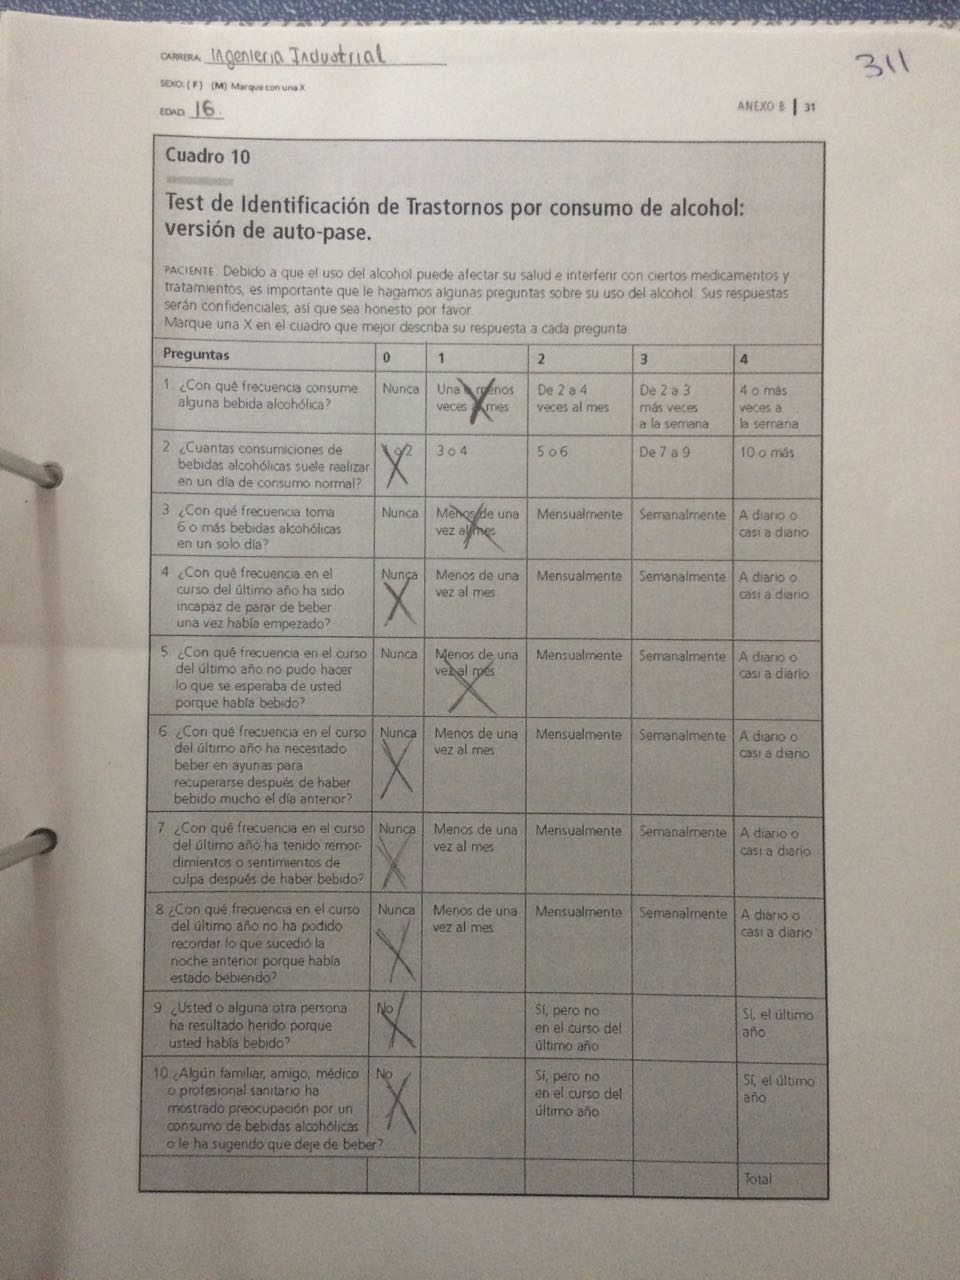 CARRERA: Ingenieria Industrial
311
SEXO: ( F ) (M) Marque con una X
EDAD: 16
ANEXO B | 31
Cuadro 10
Test de Identificación de Trastornos por consumo de alcohol:
versión de auto-pase.
PACIENTE: Debido a que el uso del alcohol puede afectar su salud e interferir con ciertos medicamentos y
tratamientos, es importante que le hagamos algunas preguntas sobre su uso del alcohol. Sus respuestas
serán confidenciales, así que sea honesto por favor.
Marque una X en el cuadro que mejor describa su respuesta a cada pregunta
Preguntas 0 1 2 3 4
1 ¿Con qué frecuencia consume Nunca Una o menos De 2 a 4 De 2 a 3 4 o más
alguna bebida alcohólica? veces al mes veces al mes más veces veces a
a la semana la semana
2 ¿Cuantas consumiciones de 1 o 2 3 o 4 5 o 6 De 7 a 9 10 o más
bebidas alcohólicas suele realizar
en un día de consumo normal?
3 ¿Con qué frecuencia toma Nunca Menos de una Mensualmente Semanalmente A diario o
6 o más bebidas alcohólicas vez al mes casi a diario
en un solo día?
4 ¿Con qué frecuencia en el Nunca Menos de una Mensualmente Semanalmente A diario o
curso del último año ha sido vez al mes casi a diario
incapaz de parar de beber
una vez había empezado?
5 ¿Con qué frecuencia en el curso Nunca Menos de una Mensualmente Semanalmente A diario o
del último año no pudo hacer vez al mes casi a diario
lo que se esperaba de usted
porque había bebido?
6 ¿Con qué frecuencia en el curso Nunca Menos de una Mensualmente Semanalmente A diario o
del último año ha necesitado vez al mes casi a diario
beber en ayunas para
recuperarse después de haber
bebido mucho el día anterior?
7 ¿Con qué frecuencia en el curso Nunca Menos de una Mensualmente Semanalmente A diario o
del último año ha tenido remor- vez al mes casi a diario
dimientos o sentimientos de
culpa después de haber bebido?
8 ¿Con qué frecuencia en el curso Nunca Menos de una Mensualmente Semanalmente A diario o
del último año no ha podido vez al mes casi a diario
recordar lo que sucedió la
noche anterior porque había
estado bebiendo?
9 ¿Usted o alguna otra persona No Sí, pero no Sí, el último
ha resultado herido porque en el curso del año
usted había bebido? último año
10 ¿Algún familiar, amigo, médico No Sí, pero no Sí, el último
o profesional sanitario ha en el curso del año
mostrado preocupación por un último año
consumo de bebidas alcohólicas
o le ha sugerido que deje de beber?
Total